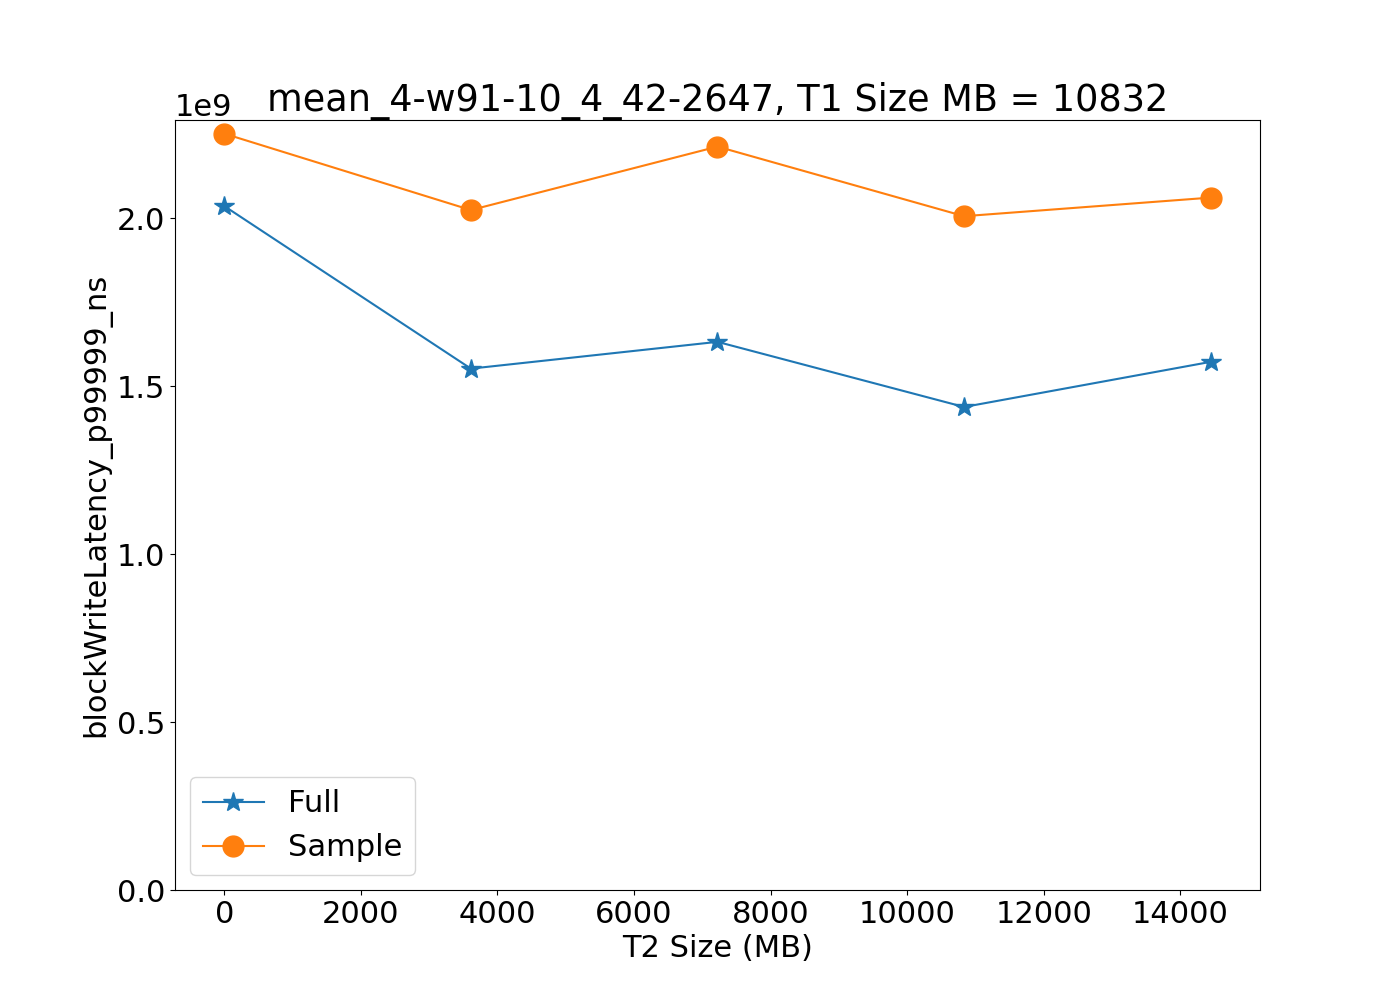 mean_4-w91-10_4_42-2647, T1 Size MB = 10832
1e9
2.0
1.5
1.0
0.5
0.0
blockWriteLatency_p99999_ns
Full
Sample
0 2000 4000 6000 8000 10000 12000 14000
T2 Size (MB)